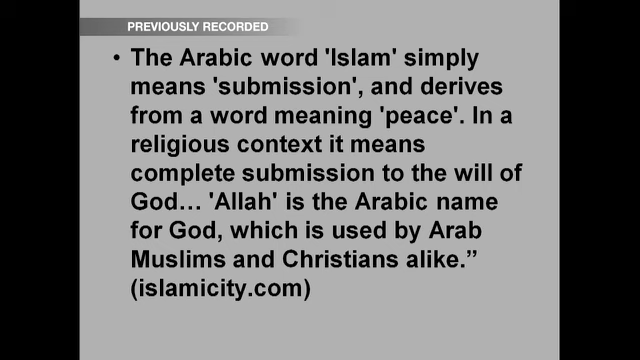 PREVIOUSLY RECORDED
• The Arabic word 'Islam' simply
means 'submission', and derives
from a word meaning 'peace'. In a
religious context it means
complete submission to the will of
God… 'Allah' is the Arabic name
for God, which is used by Arab
Muslims and Christians alike.”
(islamicity.com)